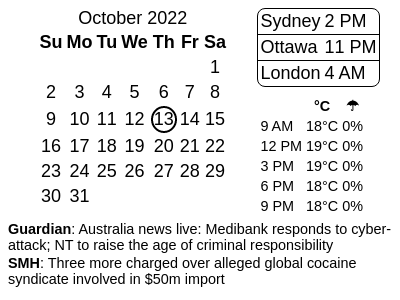 October 2022
Su Mo Tu We Th Fr Sa
1
2 3 4 5 6 7 8
9 10 11 12 13 14 15
16 17 18 19 20 21 22
23 24 25 26 27 28 29
30 31
Sydney 2 PM
Ottawa 11 PM
London 4 AM
°C ☂
9 AM 18°C 0%
12 PM 19°C 0%
3 PM 19°C 0%
6 PM 18°C 0%
9 PM 18°C 0%
Guardian: Australia news live: Medibank responds to cyber-
attack; NT to raise the age of criminal responsibility
SMH: Three more charged over alleged global cocaine
syndicate involved in $50m import